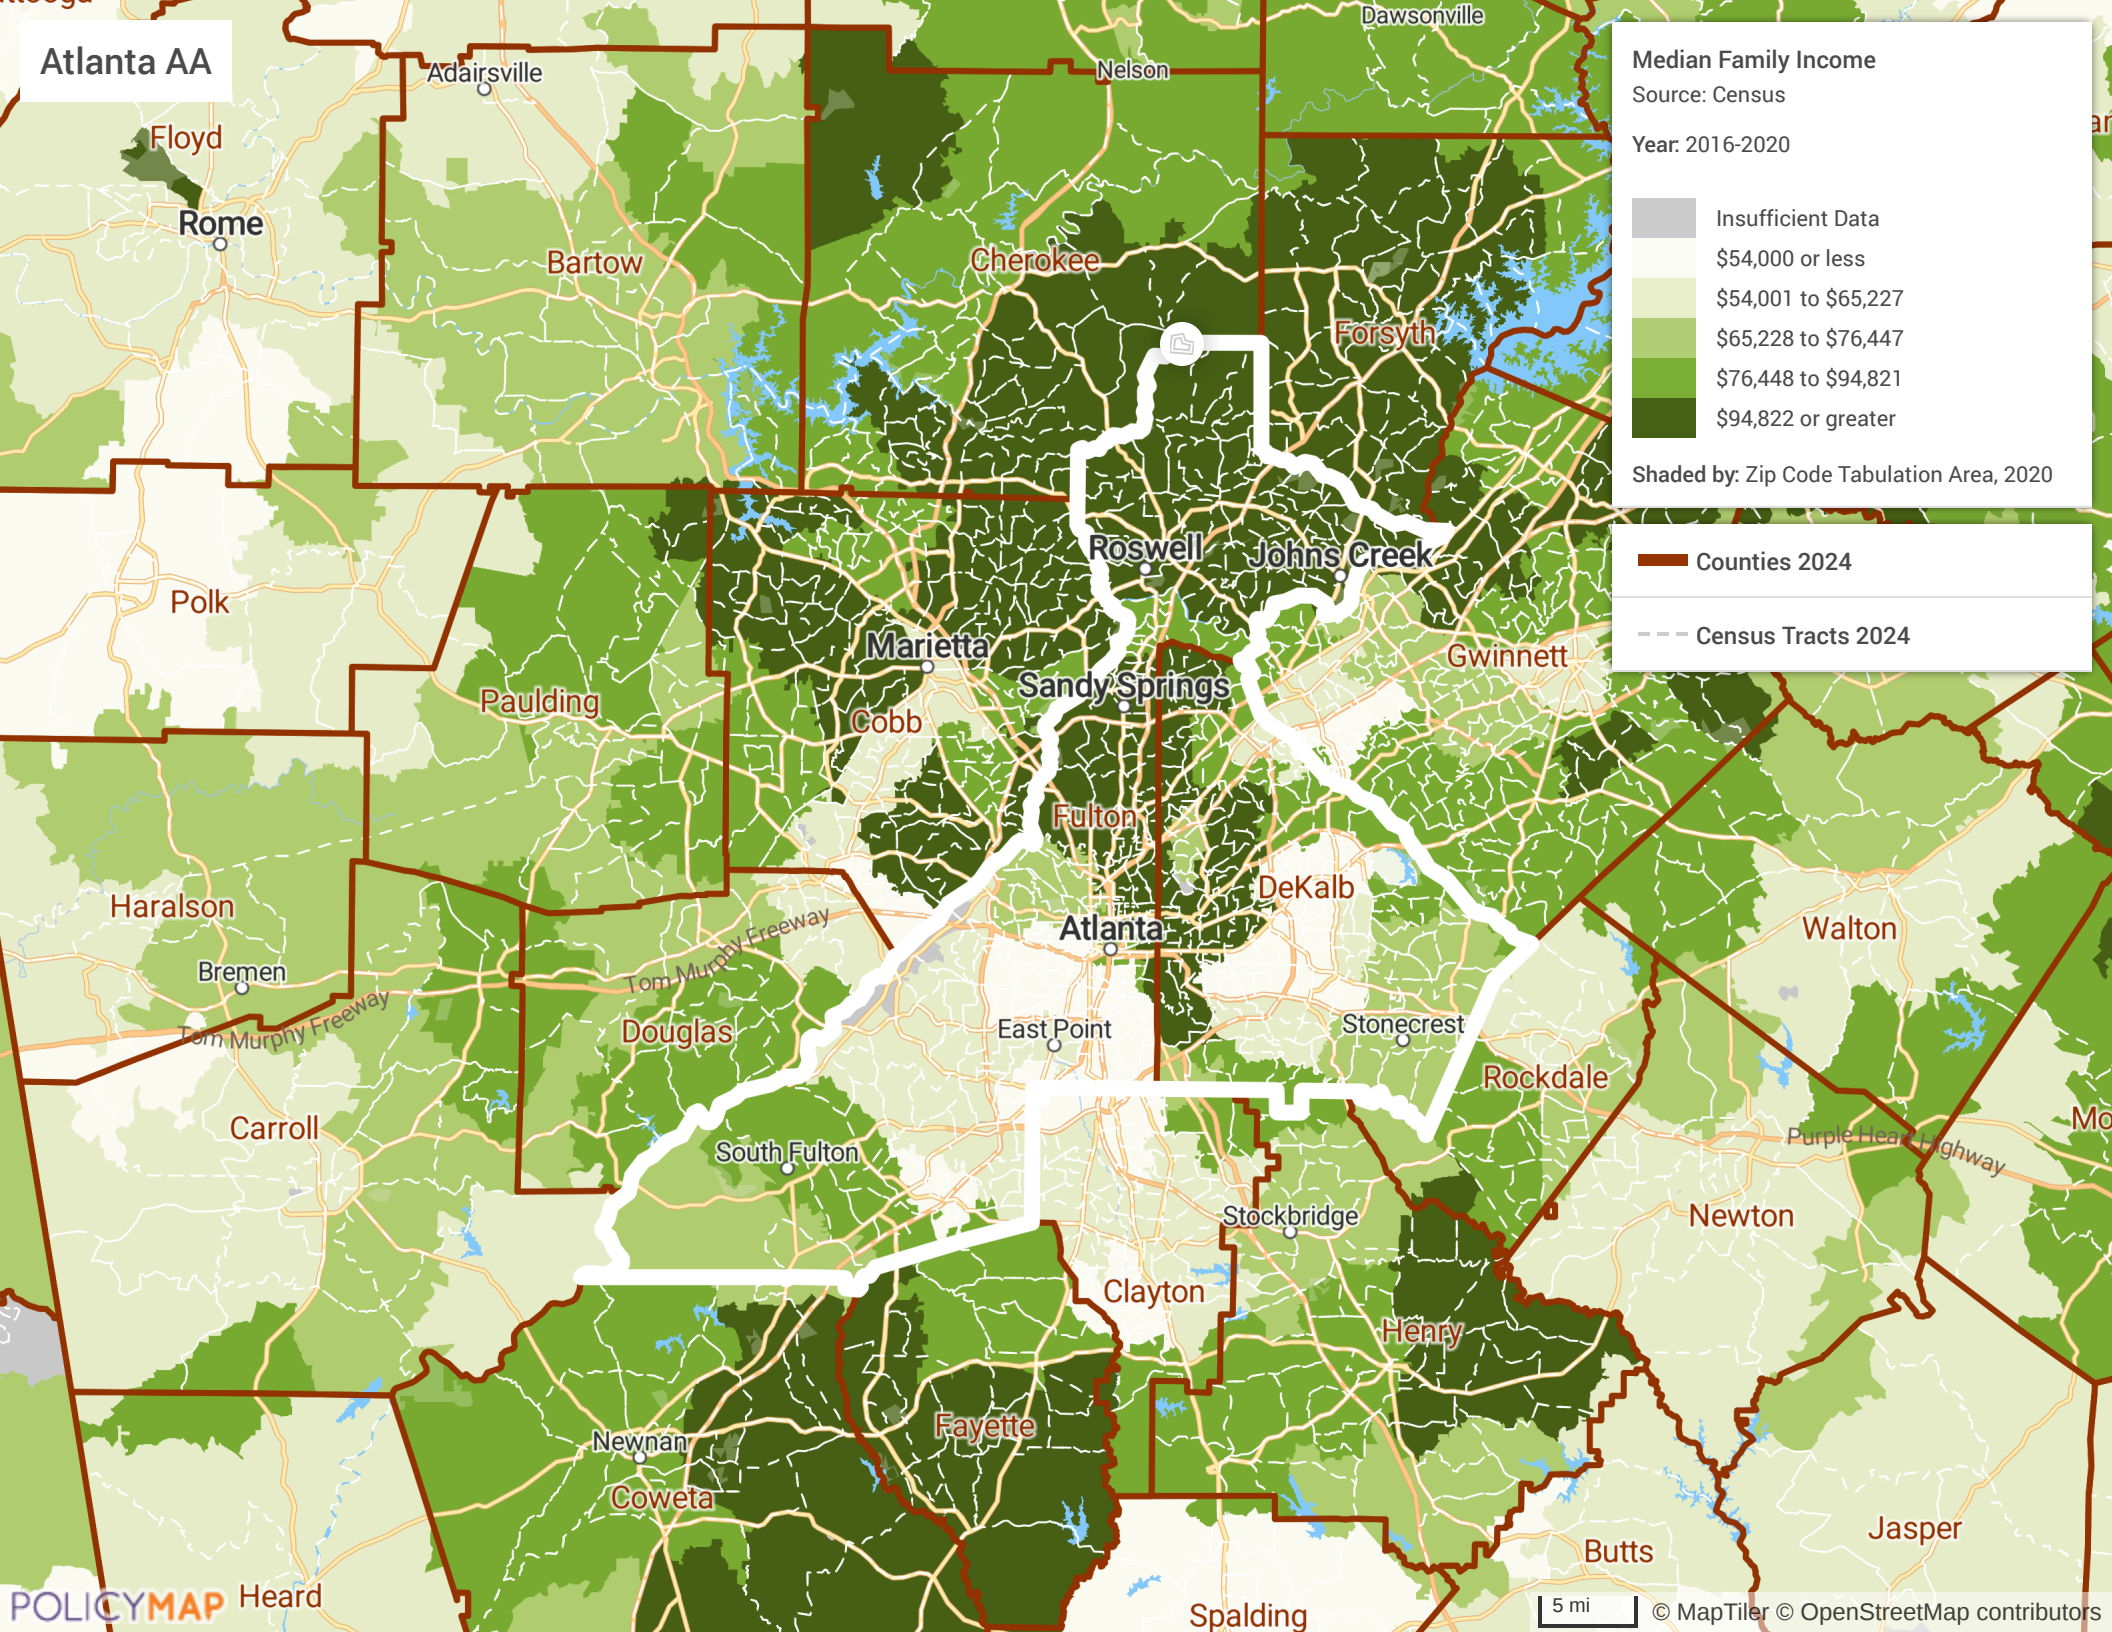 Dawsonville
Atlanta AA
Adairsville
Nelson
Median Family Income
Source: Census
Year: 2016-2020
Insufficient Data
$54,000 or less
$54,001 to $65,227
$65,228 to $76,447
$76,448 to $94,821
$94,822 or greater
Shaded by: Zip Code Tabulation Area, 2020
Counties 2024
Census Tracts 2024
Floyd
Rome
Bartow
Cherokee
Forsyth
Roswell
Johns Creek
Polk
Marietta
Gwinnett
Sandy Springs
Paulding
Cobb
Fulton
DeKalb
Haralson
Atlanta
Walton
Tom Murphy Freeway
Bremen
Tom Murphy Freeway
Douglas
East Point
Stonecrest
Rockdale
Carroll
Mo
Purple Heart Highway
South Fulton
Stockbridge
Newton
Clayton
Henry
Fayette
Newnan
Coweta
Jasper
Butts
Heard
Spalding
POLICYMAP
5 mi
© MapTiler © OpenStreetMap contributors